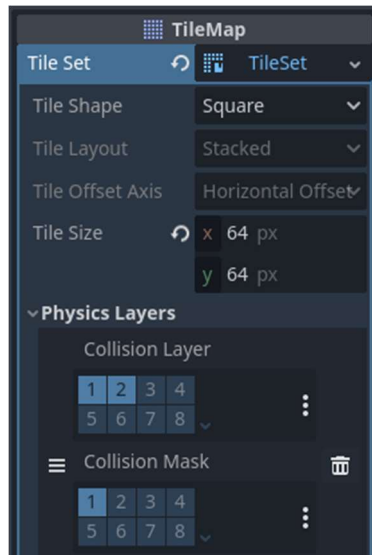 TileMap
Tile Set TileSet
Tile Shape Square
Tile Layout Stacked
Tile Offset Axis Horizontal Offset
Tile Size x 64 px
y 64 px
Physics Layers
Collision Layer
1 2 3 4
5 6 7 8
Collision Mask
1 2 3 4
5 6 7 8